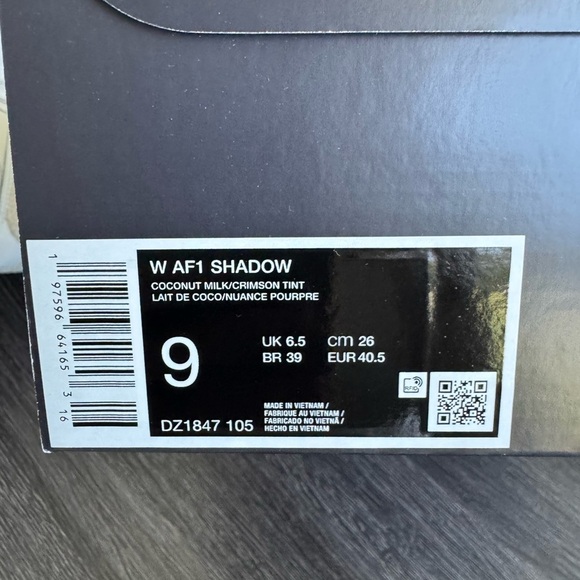 W AF1 SHADOW
COCONUT MILK/CRIMSON TINT
LAIT DE COCO/NUANCE POURPRE
9
UK 6.5 cm 26
BR 39 EUR 40.5
MADE IN VIETNAM /
FABRIQUE AU VIETNAM /
FABRICADO NO VIETNÃ /
HECHO EN VIETNAM
DZ1847 105
RFID
1 97596 64165 3 16